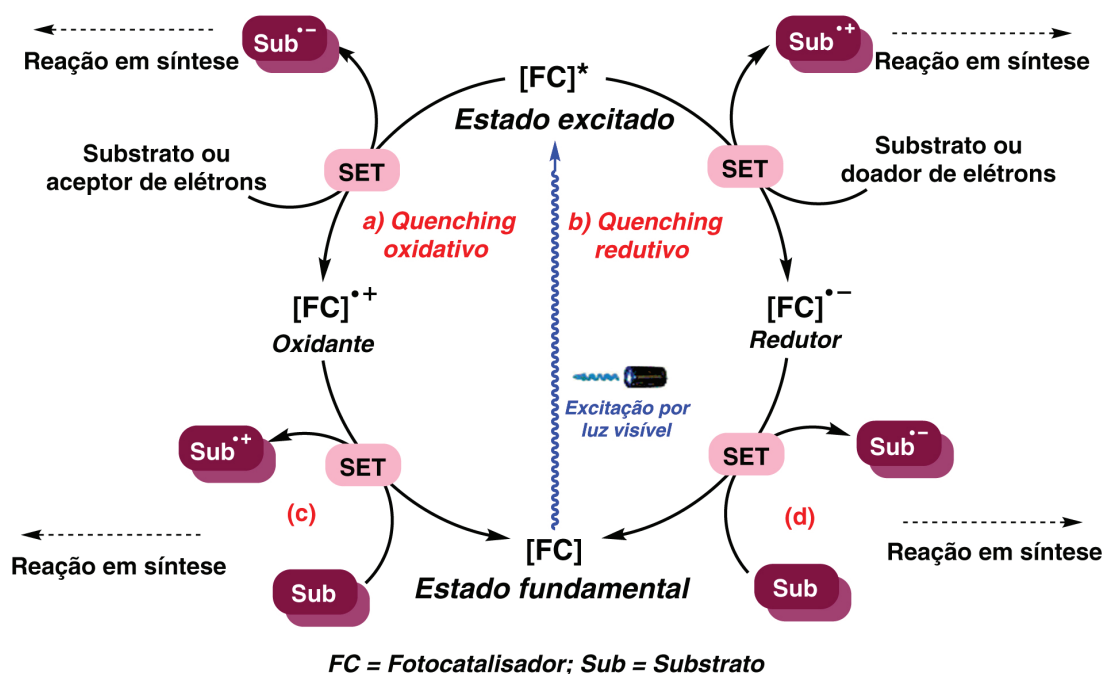 Sub•−
Reação em síntese
Sub•+
Reação em síntese
[FC]*
Estado excitado
Substrato ou
aceptor de elétrons
SET
SET
Substrato ou
doador de elétrons
a) Quenching
oxidativo
b) Quenching
redutivo
[FC]•+
Oxidante
[FC]•−
Redutor
Excitação por
luz visível
Sub•+
SET
SET
Sub•−
(c)
(d)
Reação em síntese
[FC]
Reação em síntese
Sub
Estado fundamental
Sub
FC = Fotocatalisador; Sub = Substrato